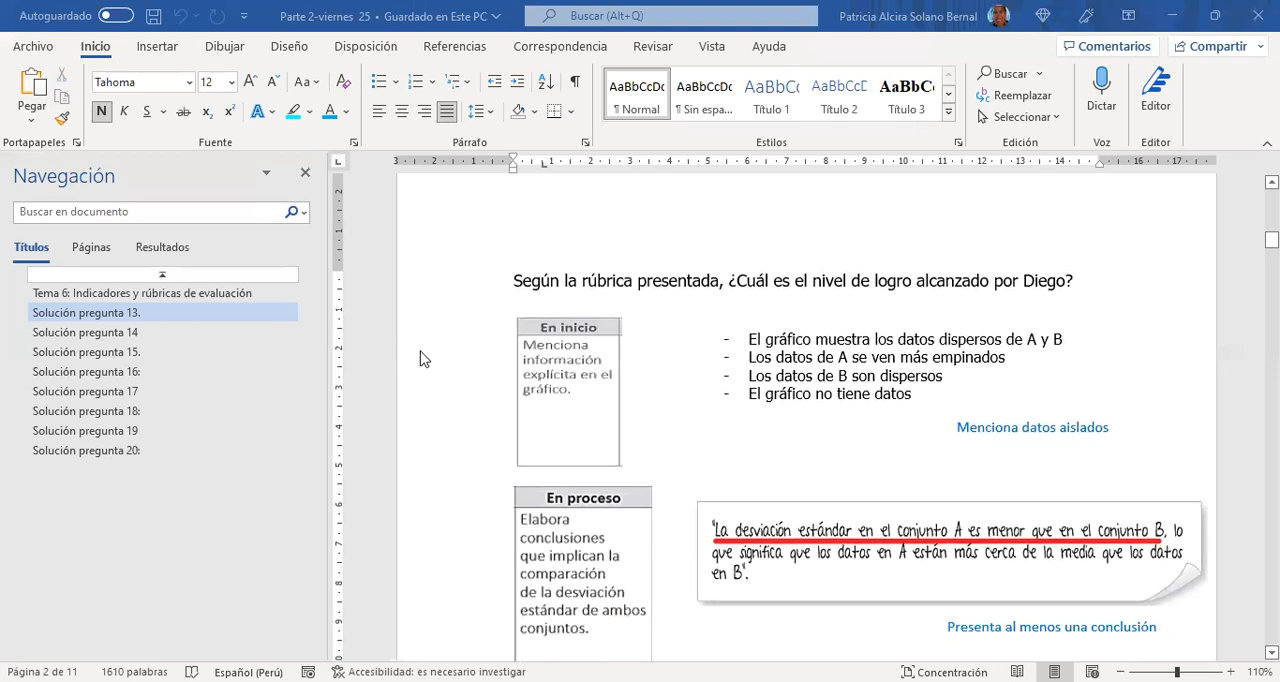 Autoguardado
Parte 2-viernes 25 • Guardado en Este PC
Buscar (Alt+Q)
Patricia Alcira Solano Bernal
Archivo Inicio Insertar Dibujar Diseño Disposición Referencias Correspondencia Revisar Vista Ayuda
Comentarios Compartir
Pegar
Tahoma 12
N K S ab x₂ x²
Portapapeles Fuente Párrafo Estilos Edición Voz Editor
AaBbCcDc AaBbCcDc AaBbCc AaBbCcD AaBbC
¶ Normal ¶ Sin espa... Título 1 Título 2 Título 3
Buscar
Reemplazar
Seleccionar
Dictar
Editor
Navegación
Buscar en documento
Títulos Páginas Resultados
Tema 6: Indicadores y rúbricas de evaluación
Solución pregunta 13.
Solución pregunta 14
Solución pregunta 15.
Solución pregunta 16:
Solución pregunta 17
Solución pregunta 18:
Solución pregunta 19
Solución pregunta 20:
Según la rúbrica presentada, ¿Cuál es el nivel de logro alcanzado por Diego?
En inicio
Menciona
información
explícita en el
gráfico.
- El gráfico muestra los datos dispersos de A y B
- Los datos de A se ven más empinados
- Los datos de B son dispersos
- El gráfico no tiene datos
Menciona datos aislados
En proceso
Elabora
conclusiones
que implican la
comparación
de la desviación
estándar de ambos
conjuntos.
"La desviación estándar en el conjunto A es menor que en el conjunto B, lo
que significa que los datos en A están más cerca de la media que los datos
en B".
Presenta al menos una conclusión
Página 2 de 11 1610 palabras Español (Perú) Accesibilidad: es necesario investigar
Concentración 110%